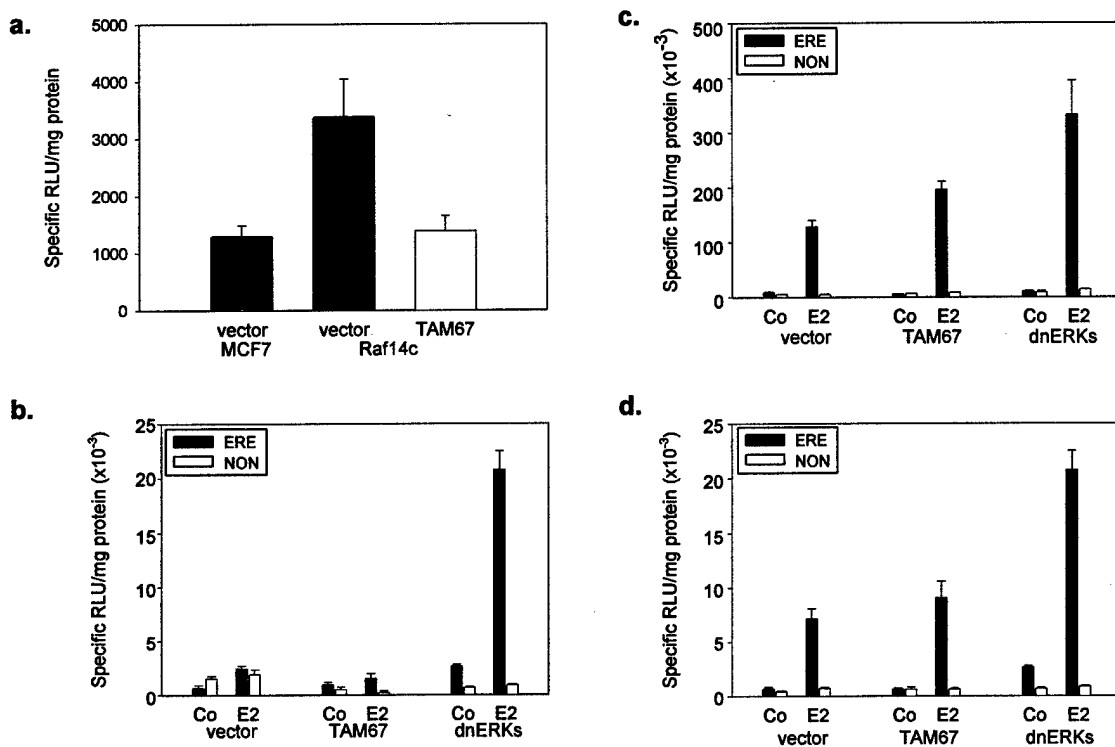 a.
Specific RLU/mg protein
5000
4000
3000
2000
1000
0
vector
MCF7
vector
TAM67
Raf14c
b.
Specific RLU/mg protein (x10⁻³)
25
20
15
10
5
0
ERE
NON
Co E2
vector
Co E2
TAM67
Co E2
dnERKs
c.
Specific RLU/mg protein (x10⁻³)
500
400
300
200
100
0
ERE
NON
Co E2
vector
Co E2
TAM67
Co E2
dnERKs
d.
Specific RLU/mg protein (x10⁻³)
25
20
15
10
5
0
ERE
NON
Co E2
vector
Co E2
TAM67
Co E2
dnERKs